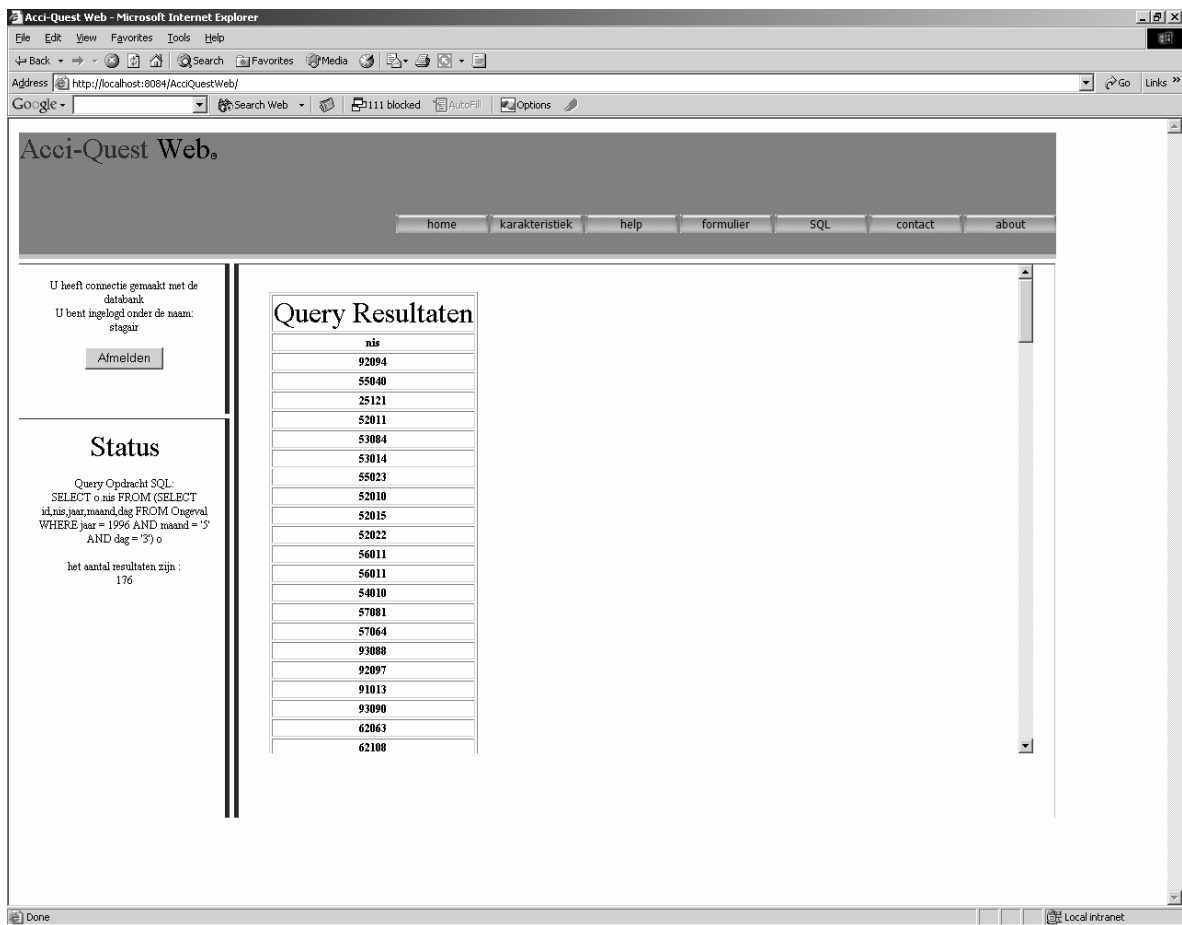 Acci-Quest Web - Microsoft Internet Explorer
File Edit View Favorites Tools Help
Back Search Favorites Media
Address http://localhost:8084/AcciQuestWeb/ Go Links »
Google Search Web 111 blocked AutoFill Options
Acci-Quest Web®
home karakteristiek help formulier SQL contact about
U heeft connectie gemaakt met de
databank
U bent ingelogd onder de naam:
stagair
Afmelden
Status
Query Opdracht SQL:
SELECT o.nis FROM (SELECT
id,nis,jaar,maand,dag FROM Ongeval
WHERE jaar = 1996 AND maand = '5'
AND dag = '3') o
het aantal resultaten zijn :
176
Query Resultaten
nis
92094
55040
25121
52011
53084
53014
55023
52010
52015
52022
56011
56011
54010
57081
57064
93088
92097
91013
93090
62063
62108
Done Local intranet